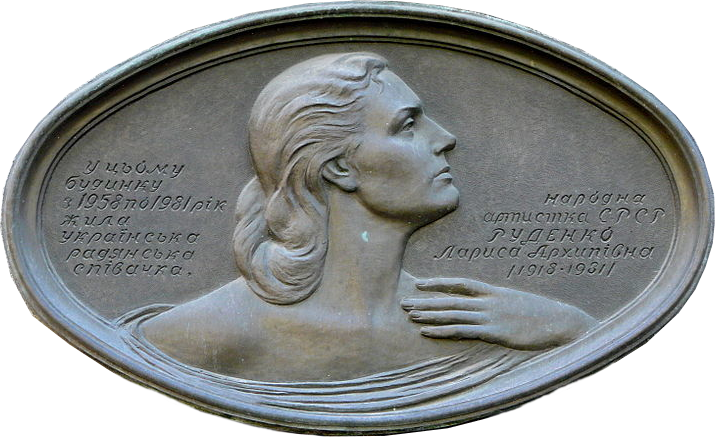 У цьому
будинку
з 1958 по 1981 рік
жила
українська
радянська
співачка.
народна
артистка СРСР
РУДЕНКО
Лариса Архипівна
/1918-1981/